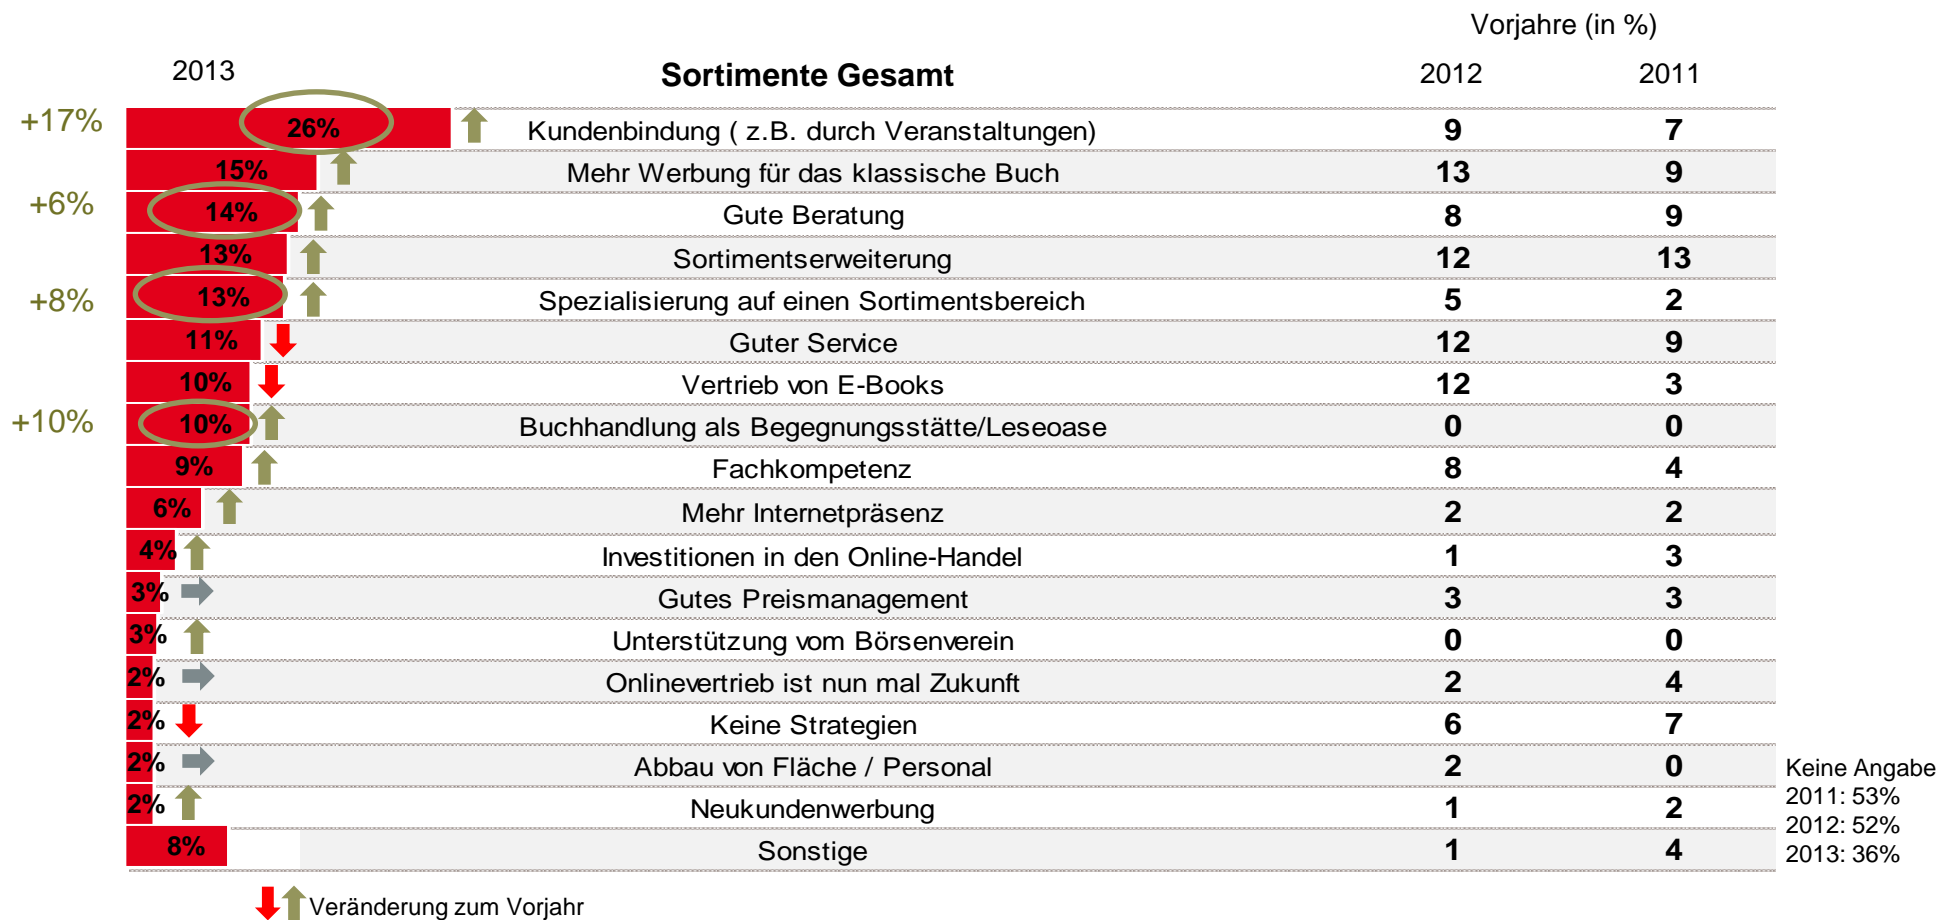 Vorjahre (in %)
2013 Sortimente Gesamt 2012 2011
+17% 26% Kundenbindung ( z.B. durch Veranstaltungen) 9 7
15% Mehr Werbung für das klassische Buch 13 9
+6% 14% Gute Beratung 8 9
13% Sortimentserweiterung 12 13
+8% 13% Spezialisierung auf einen Sortimentsbereich 5 2
11% Guter Service 12 9
10% Vertrieb von E-Books 12 3
+10% 10% Buchhandlung als Begegnungsstätte/Leseoase 0 0
9% Fachkompetenz 8 4
6% Mehr Internetpräsenz 2 2
4% Investitionen in den Online-Handel 1 3
3% Gutes Preismanagement 3 3
3% Unterstützung vom Börsenverein 0 0
2% Onlinevertrieb ist nun mal Zukunft 2 4
2% Keine Strategien 6 7
2% Abbau von Fläche / Personal 2 0
2% Neukundenwerbung 1 2
8% Sonstige 1 4
Keine Angabe
2011: 53%
2012: 52%
2013: 36%
Veränderung zum Vorjahr